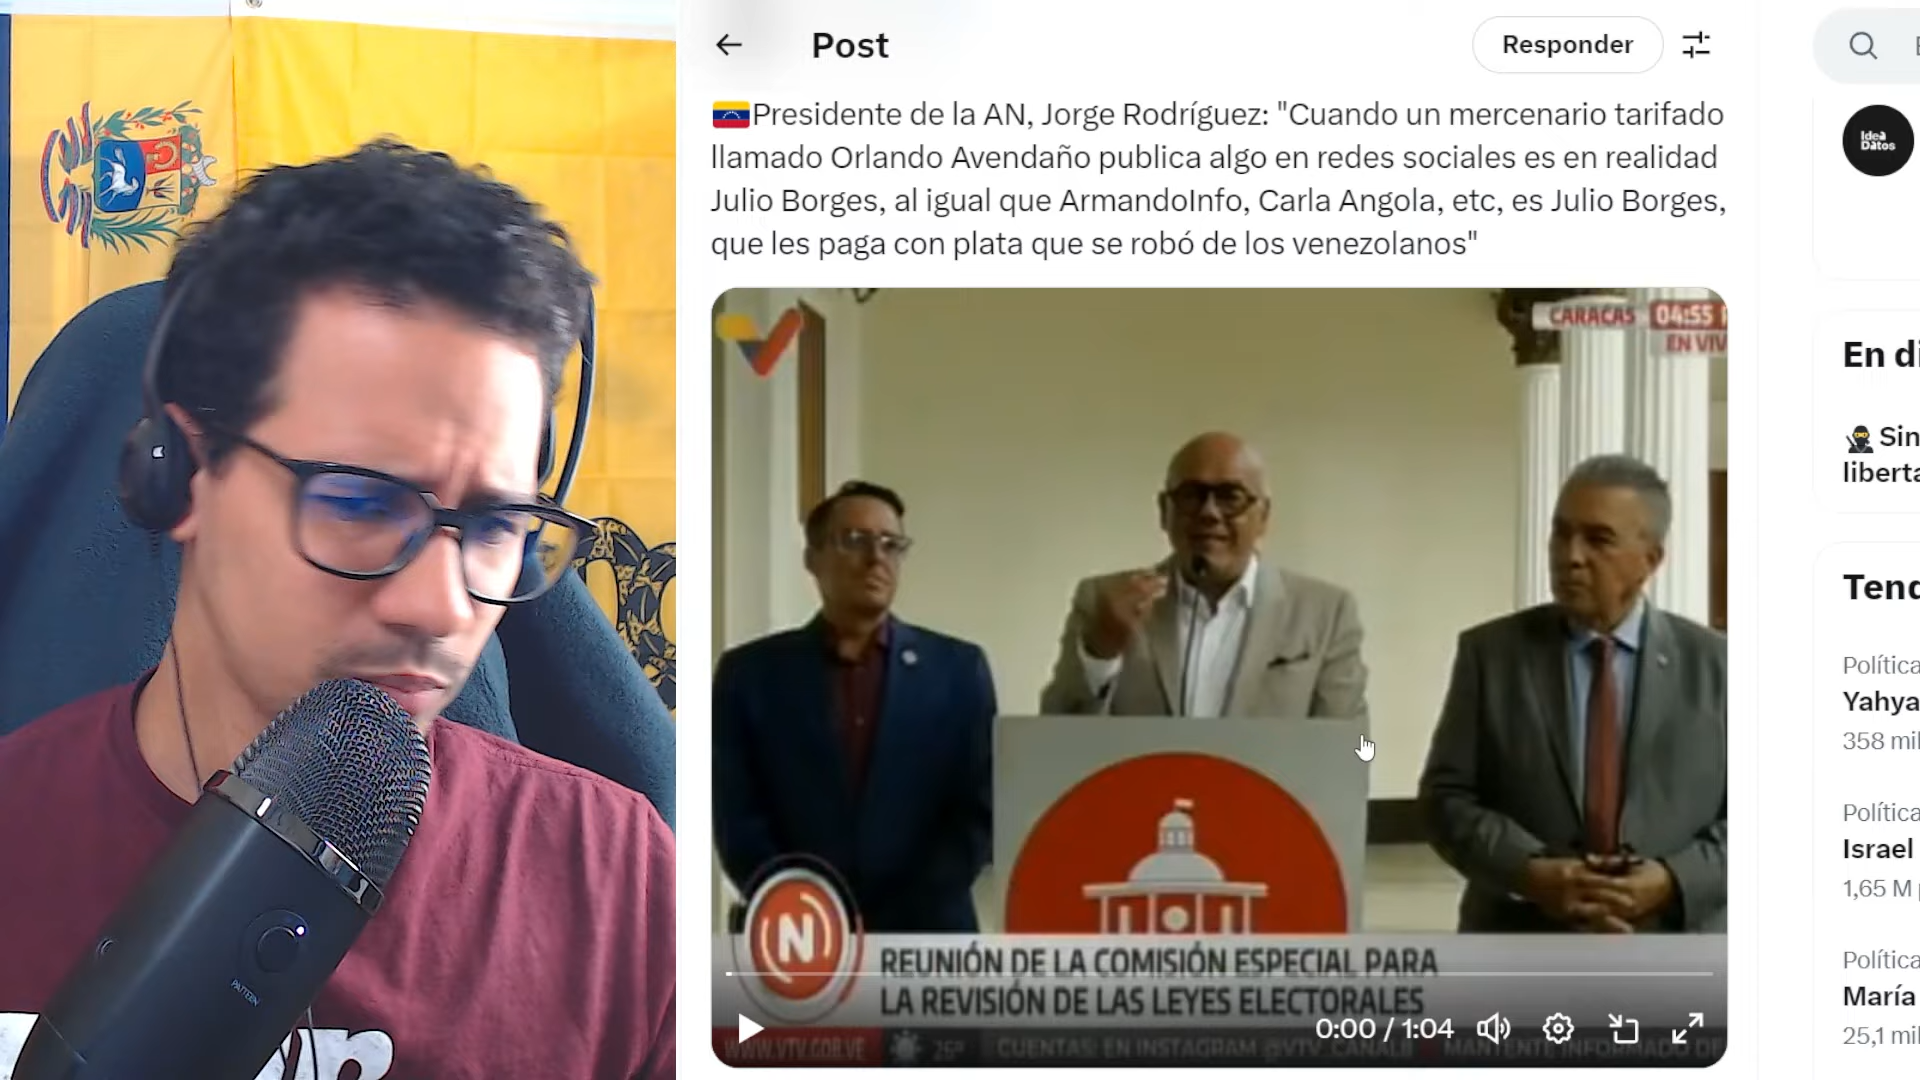 Post
Responder
Presidente de la AN, Jorge Rodríguez: "Cuando un mercenario tarifado
llamado Orlando Avendaño publica algo en redes sociales es en realidad
Julio Borges, al igual que ArmandoInfo, Carla Angola, etc, es Julio Borges,
que les paga con plata que se robó de los venezolanos"
CARACAS 04:55
EN VIV
N
REUNIÓN DE LA COMISIÓN ESPECIAL PARA
LA REVISIÓN DE LAS LEYES ELECTORALES
0:00 / 1:04
WWW.VTV.GOB.VE 25º CUENTAS: EN INSTAGRAM @VTV_CANAL8 MANTENTE INFORMADO DE
PATTERN
Idea
Datos
En di
Sin
liberta
Tend
Política
Yahya
358 mil
Política
Israel
1,65 M
Política
María
25,1 mil